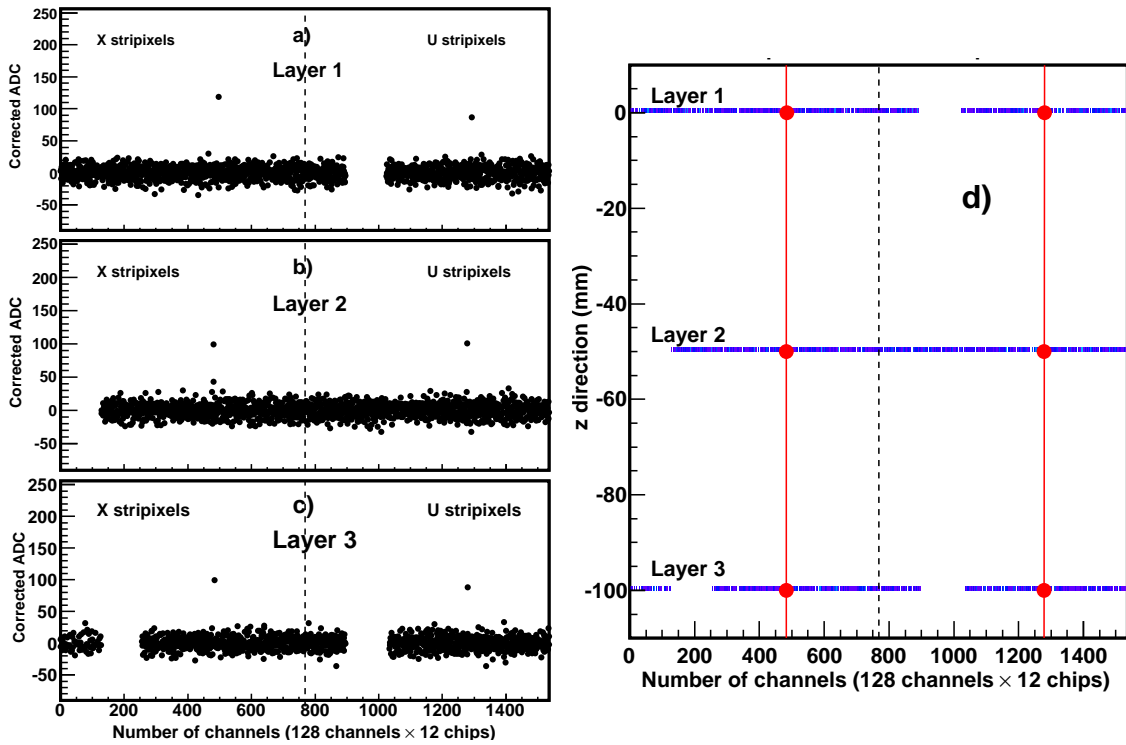 250
200
150
100
50
0
-50
Corrected ADC
X stripixels
a)
U stripixels
Layer 1
250
200
150
100
50
0
-50
Corrected ADC
X stripixels
b)
U stripixels
Layer 2
250
200
150
100
50
0
-50
Corrected ADC
X stripixels
c)
U stripixels
Layer 3
0 200 400 600 800 1000 1200 1400
Number of channels (128 channels × 12 chips)
Layer 1
d)
Layer 2
Layer 3
0
-20
-40
-60
-80
-100
z direction (mm)
0 200 400 600 800 1000 1200 1400
Number of channels (128 channels × 12 chips)